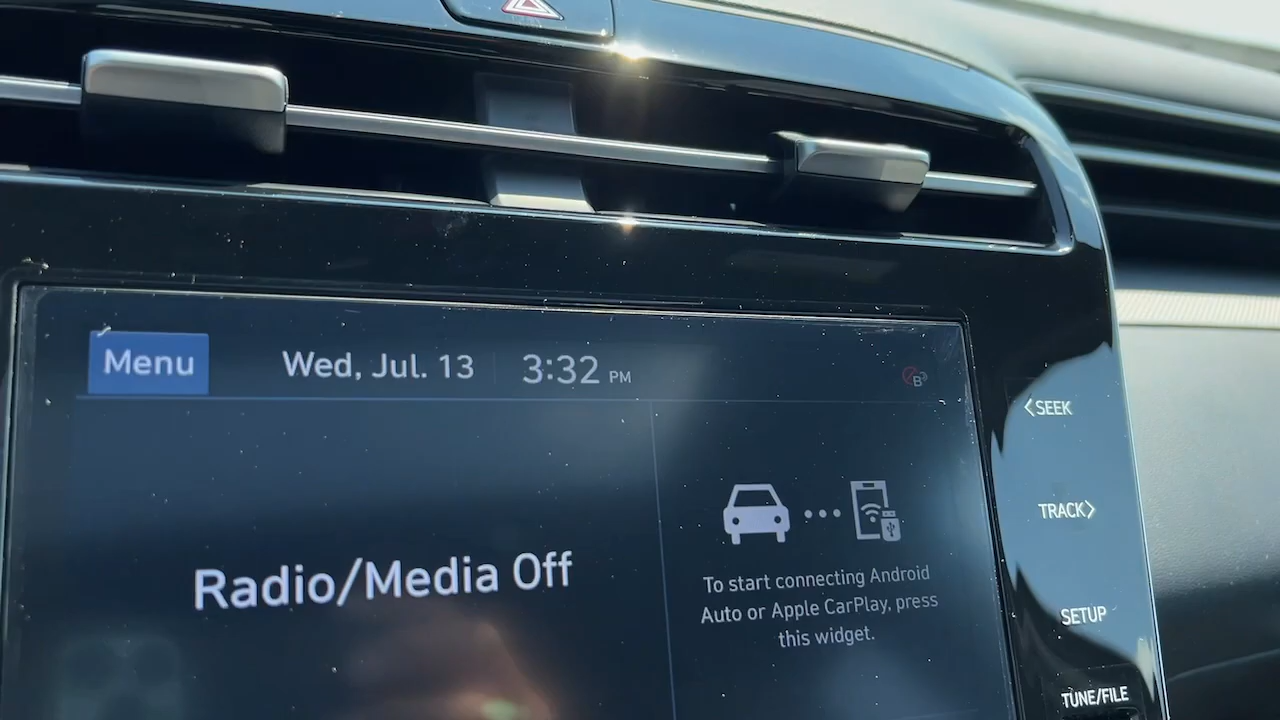 Menu
Wed, Jul. 13
3:32 PM
B
<SEEK
TRACK>
SETUP
TUNE/FILE
Radio/Media Off
To start connecting Android
Auto or Apple CarPlay, press
this widget.